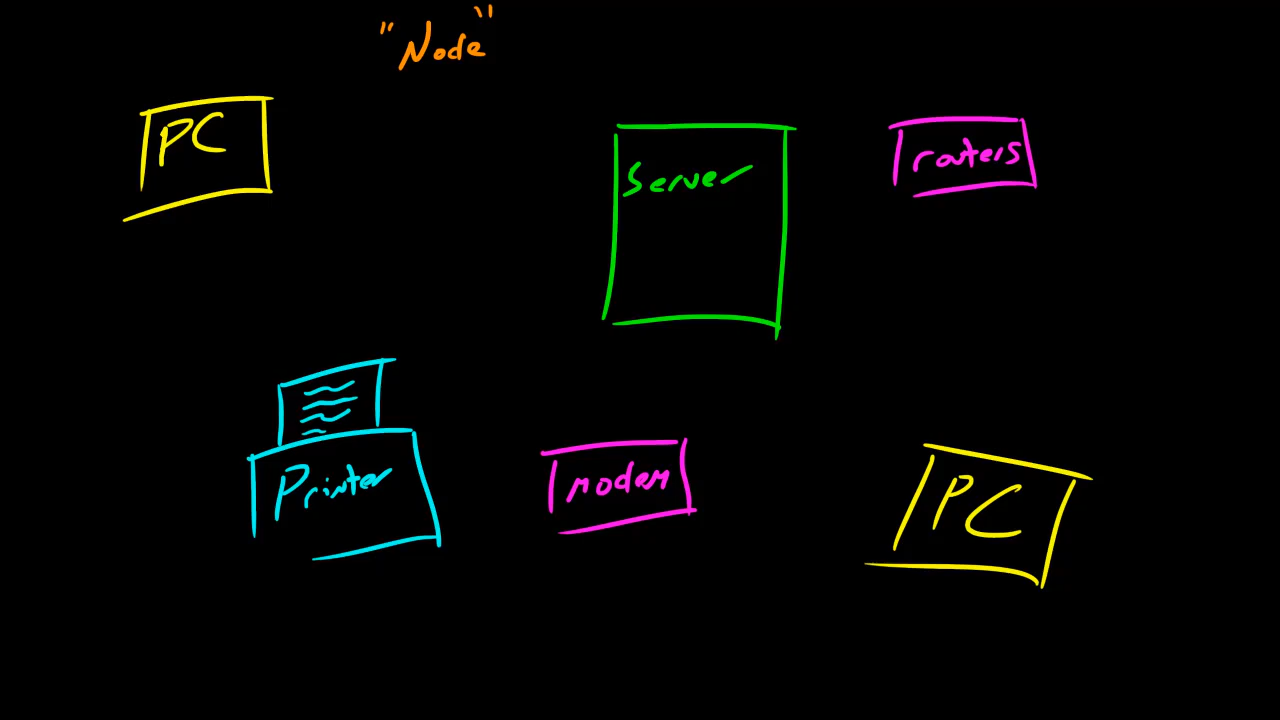 "Node"
PC
Server
routers
Printer
modem
PC